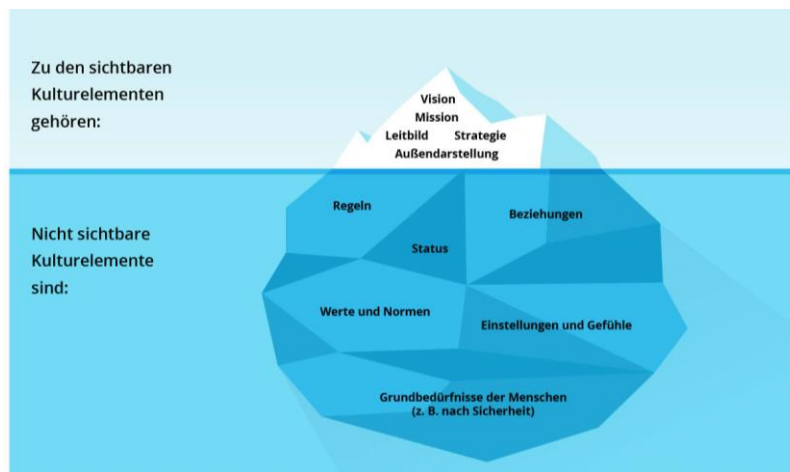 Zu den sichtbaren
Kulturelementen
gehören:
Vision
Mission
Leitbild Strategie
Außendarstellung
Nicht sichtbare
Kulturelemente
sind:
Regeln
Beziehungen
Status
Werte und Normen
Einstellungen und Gefühle
Grundbedürfnisse der Menschen
(z. B. nach Sicherheit)